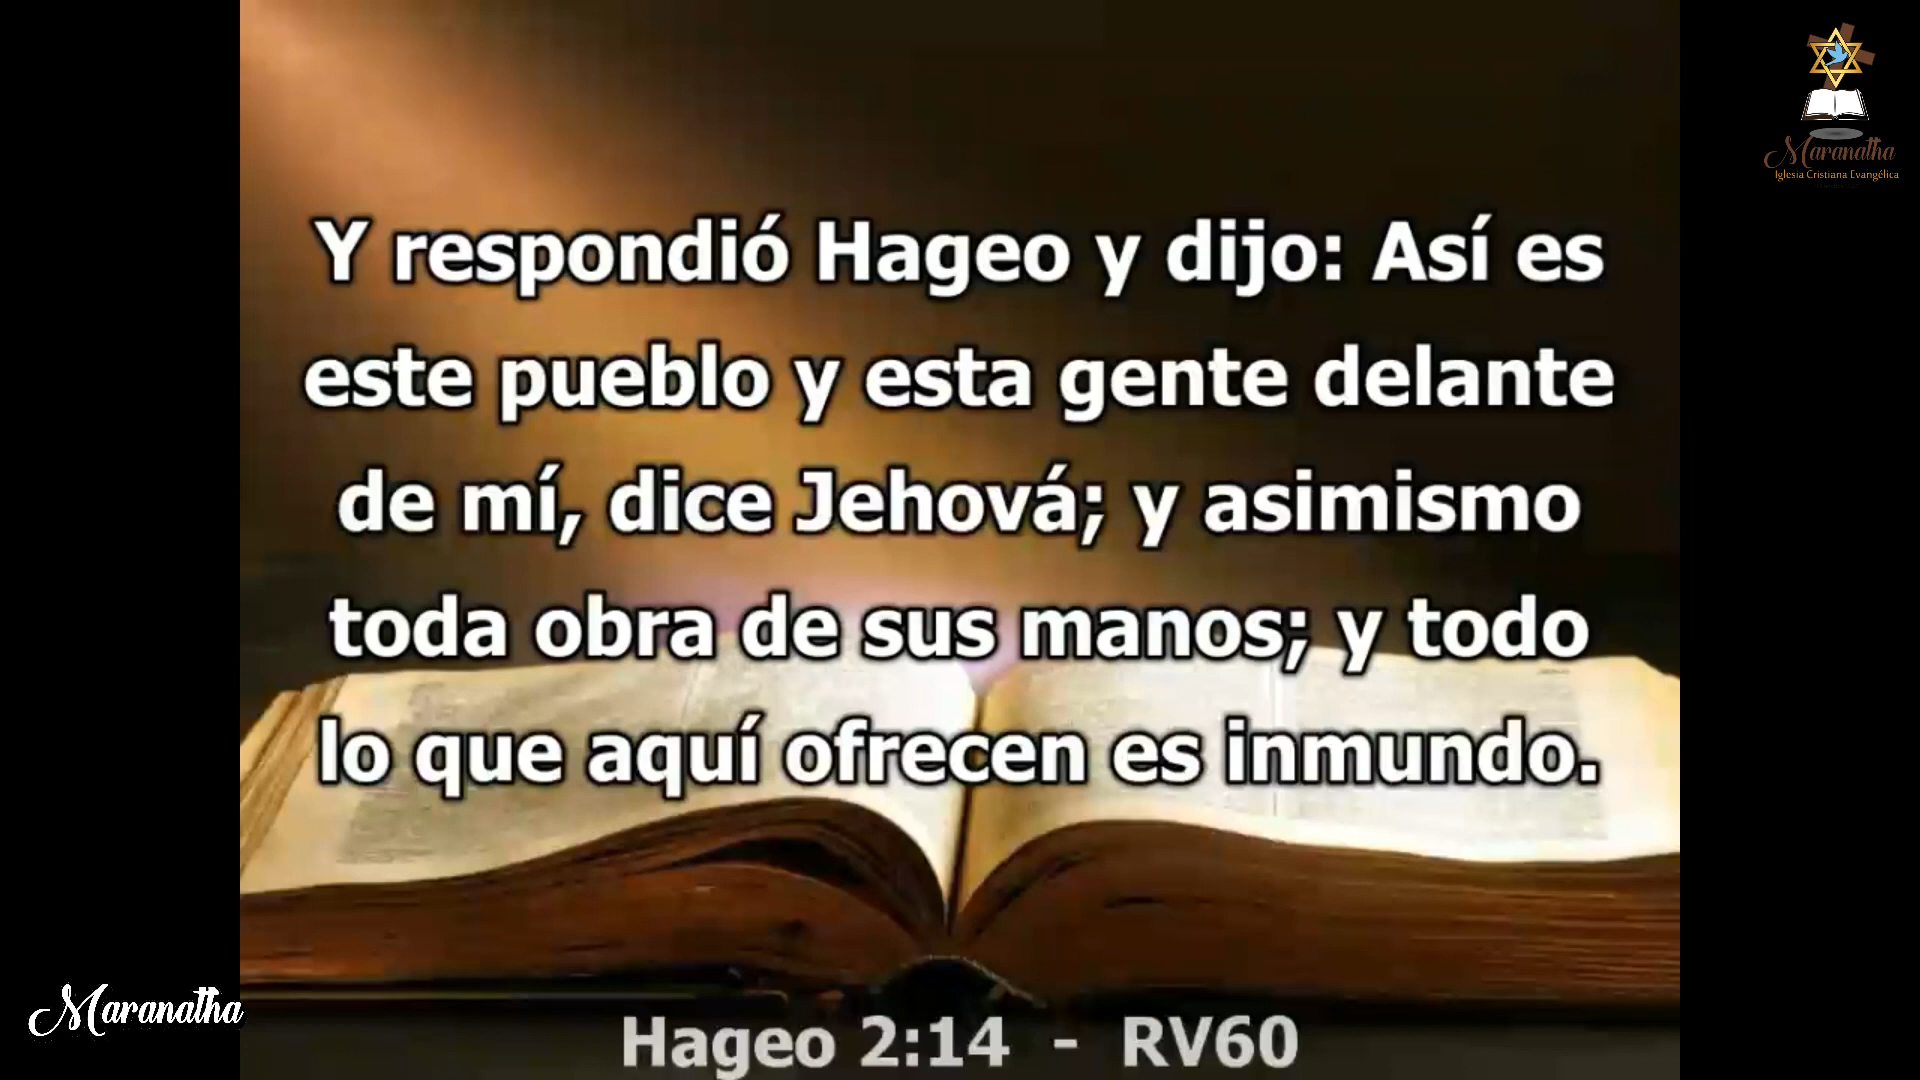 Maranatha
Iglesia Cristiana Evangélica
Y respondió Hageo y dijo: Así es
este pueblo y esta gente delante
de mí, dice Jehová; y asimismo
toda obra de sus manos; y todo
lo que aquí ofrecen es inmundo.
Maranatha
Hageo 2:14 - RV60